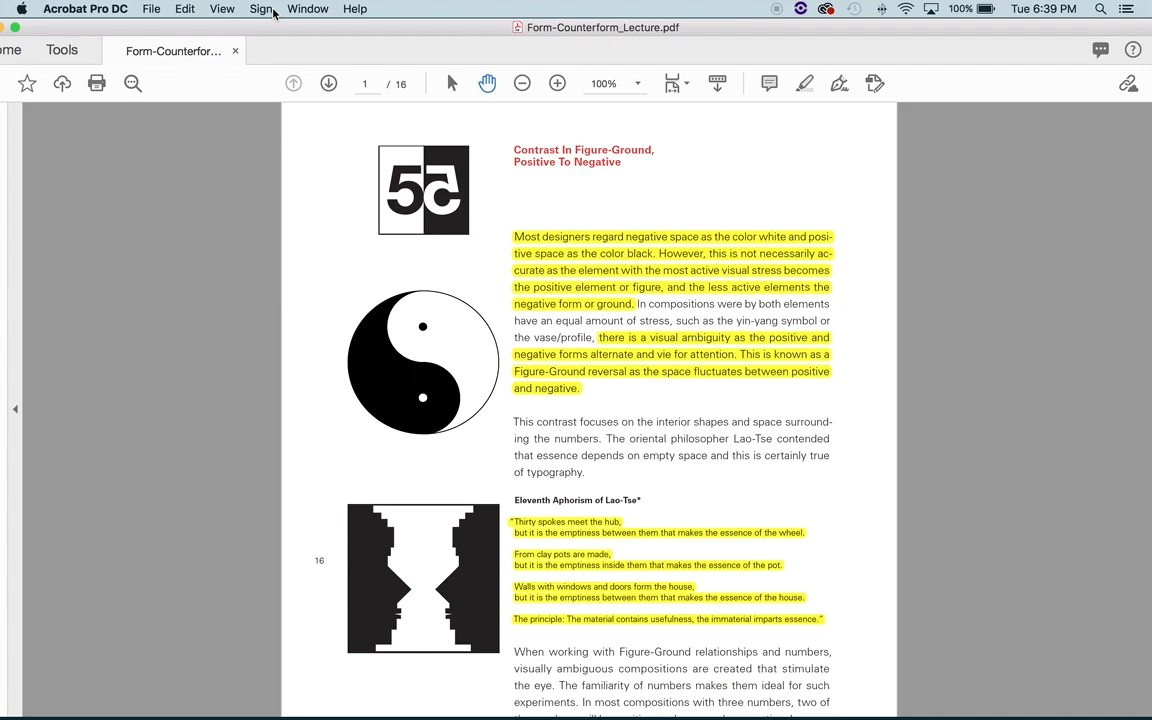 Acrobat Pro DC File Edit View Sign Window Help 100% Tue 6:39 PM
Form-Counterform_Lecture.pdf
ome Tools Form-Counterfor... ×
1 / 16 100%
55
Contrast In Figure-Ground,
Positive To Negative
Most designers regard negative space as the color white and posi-
tive space as the color black. However, this is not necessarily ac-
curate as the element with the most active visual stress becomes
the positive element or figure, and the less active elements the
negative form or ground. In compositions were by both elements
have an equal amount of stress, such as the yin-yang symbol or
the vase/profile, there is a visual ambiguity as the positive and
negative forms alternate and vie for attention. This is known as a
Figure-Ground reversal as the space fluctuates between positive
and negative.
This contrast focuses on the interior shapes and space surround-
ing the numbers. The oriental philosopher Lao-Tse contended
that essence depends on empty space and this is certainly true
of typography.
Eleventh Aphorism of Lao-Tse*
"Thirty spokes meet the hub,
but it is the emptiness between them that makes the essence of the wheel.
From clay pots are made,
but it is the emptiness inside them that makes the essence of the pot.
Walls with windows and doors form the house,
but it is the emptiness between them that makes the essence of the house.
The principle: The material contains usefulness, the immaterial imparts essence."
16
When working with Figure-Ground relationships and numbers,
visually ambiguous compositions are created that stimulate
the eye. The familiarity of numbers makes them ideal for such
experiments. In most compositions with three numbers, two of